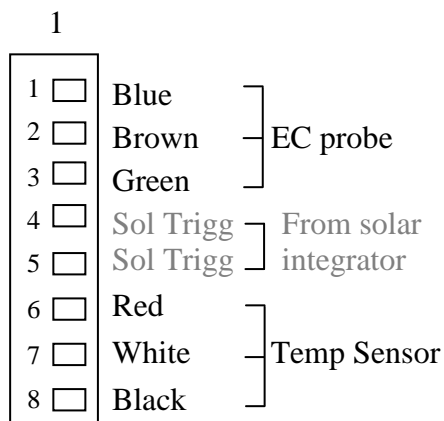 1
1 Blue
2 Brown EC probe
3 Green
4 Sol Trigg From solar
5 Sol Trigg integrator
6 Red
7 White Temp Sensor
8 Black